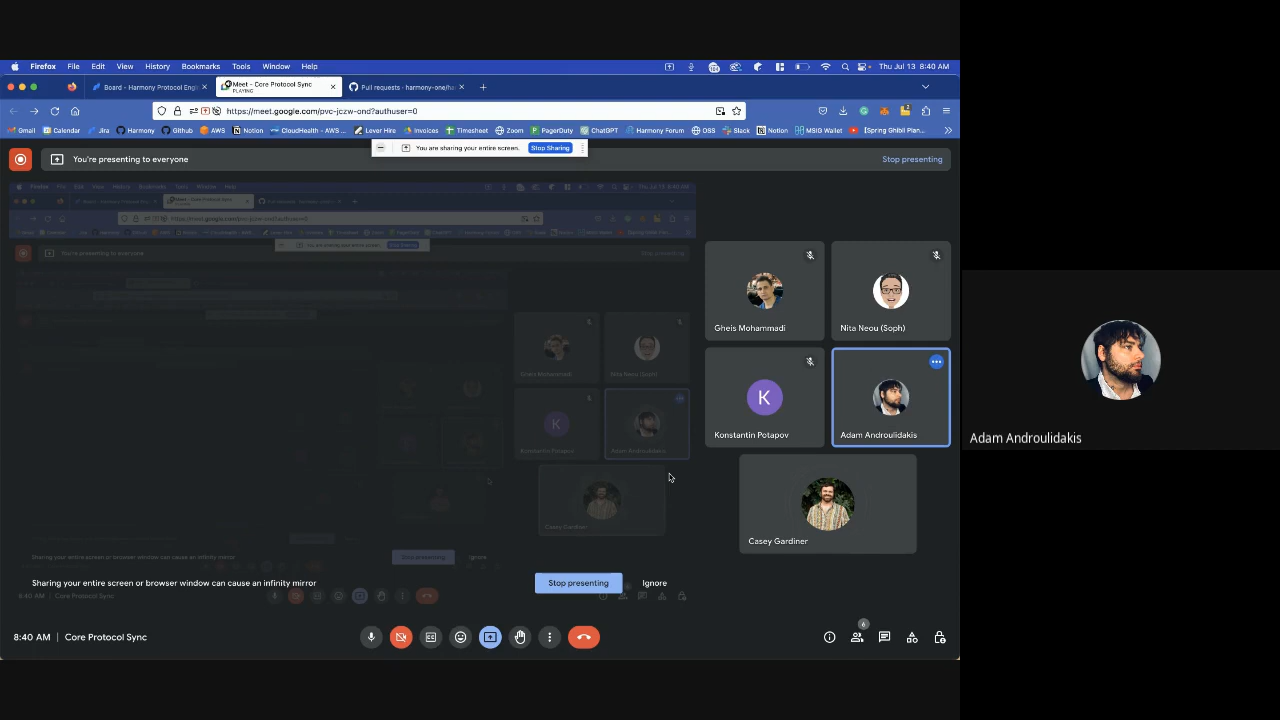 Firefox File Edit View History Bookmarks Tools Window Help Thu Jul 13 8:40 AM
Board - Harmony Protocol Eng Meet - Core Protocol Sync PLAYING Pull requests · harmony-one/har
https://meet.google.com/pvc-jczw-ond?authuser=0
Gmail Calendar Jira Harmony Github AWS Notion CloudHealth - AWS ... Lever Hire Invoices Timesheet Zoom PagerDuty ChatGPT Harmony Forum OSS Slack Notion MSIG Wallet [Spring Ghibli Pian...
You are sharing your entire screen. Stop Sharing
You're presenting to everyone Stop presenting
Gheis Mohammadi
Nita Neou (Soph)
K
Konstantin Potapov
Adam Androulidakis
Casey Gardiner
Adam Androulidakis
Sharing your entire screen or browser window can cause an infinity mirror Stop presenting Ignore
8:40 AM | Core Protocol Sync
6